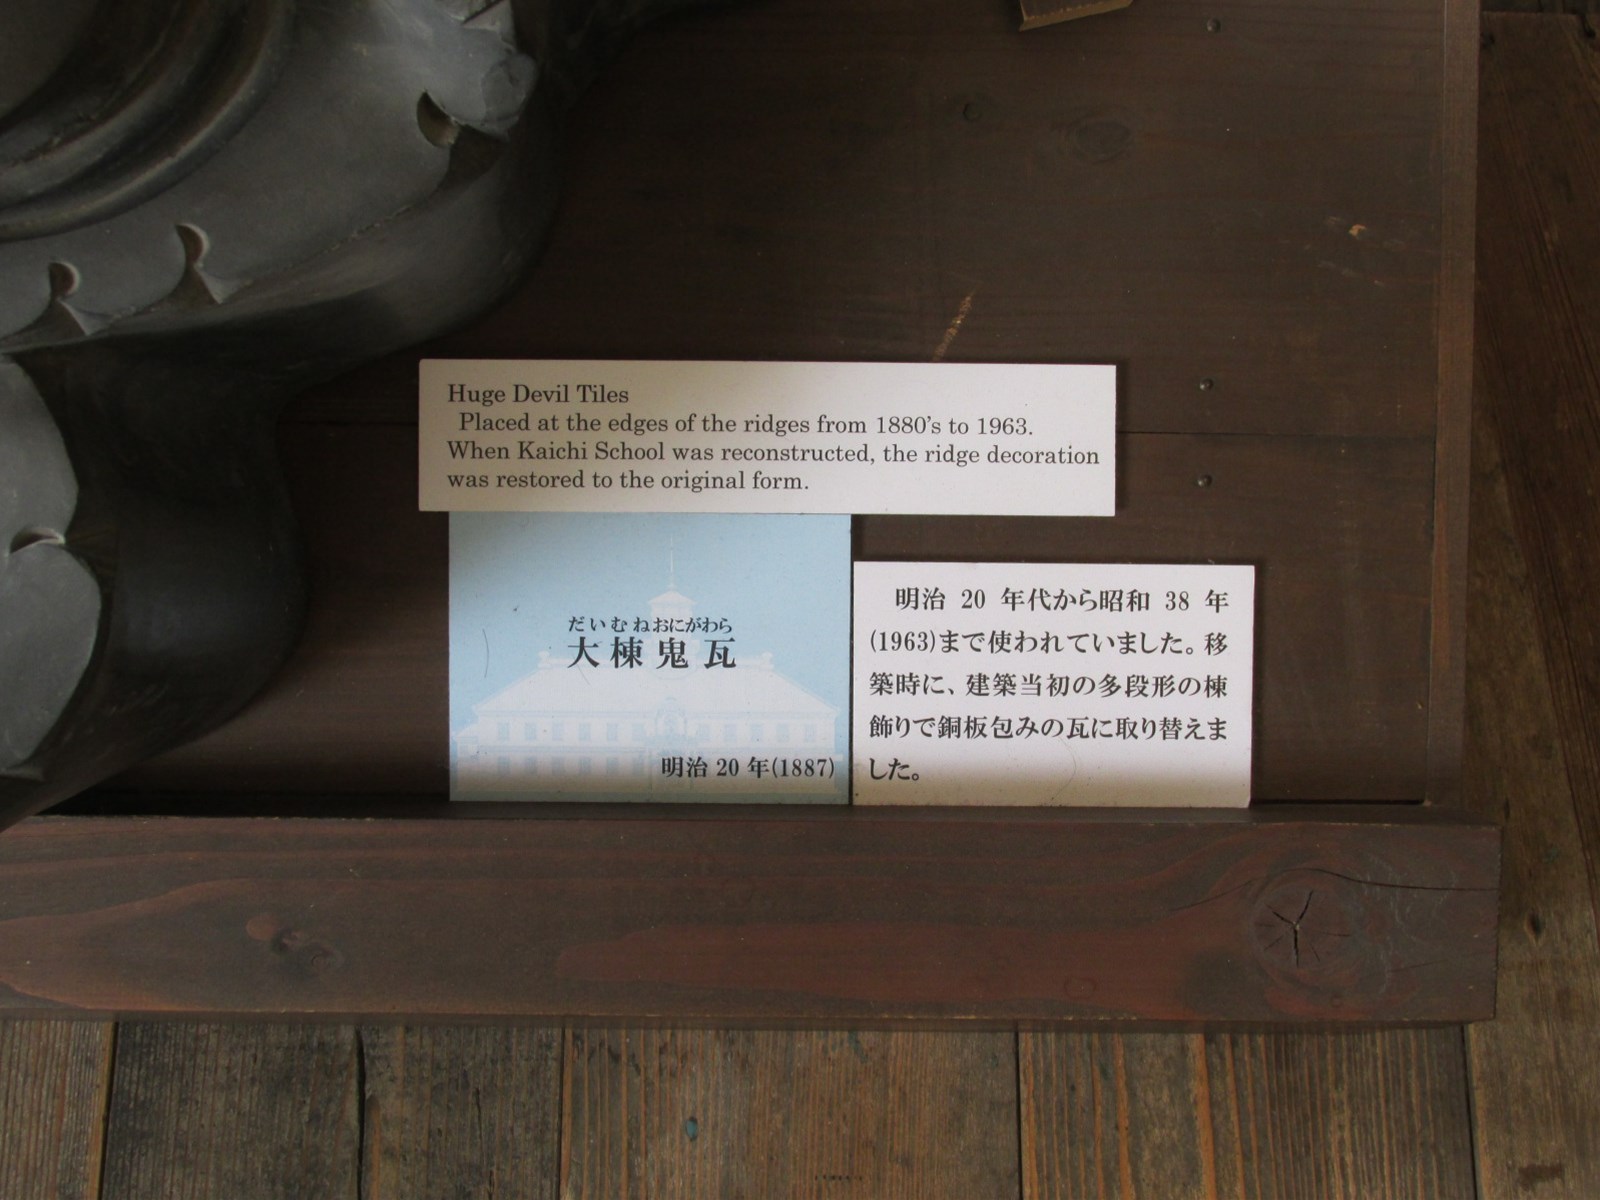 Huge Devil Tiles
Placed at the edges of the ridges from 1880's to 1963.
When Kaichi School was reconstructed, the ridge decoration
was restored to the original form.
だいむねおにがわら
大棟鬼瓦
明治20年(1887)
明治 20 年代から昭和 38 年
(1963)まで使われていました。移
築時に、建築当初の多段形の棟
飾りで銅板包みの瓦に取り替えま
した。